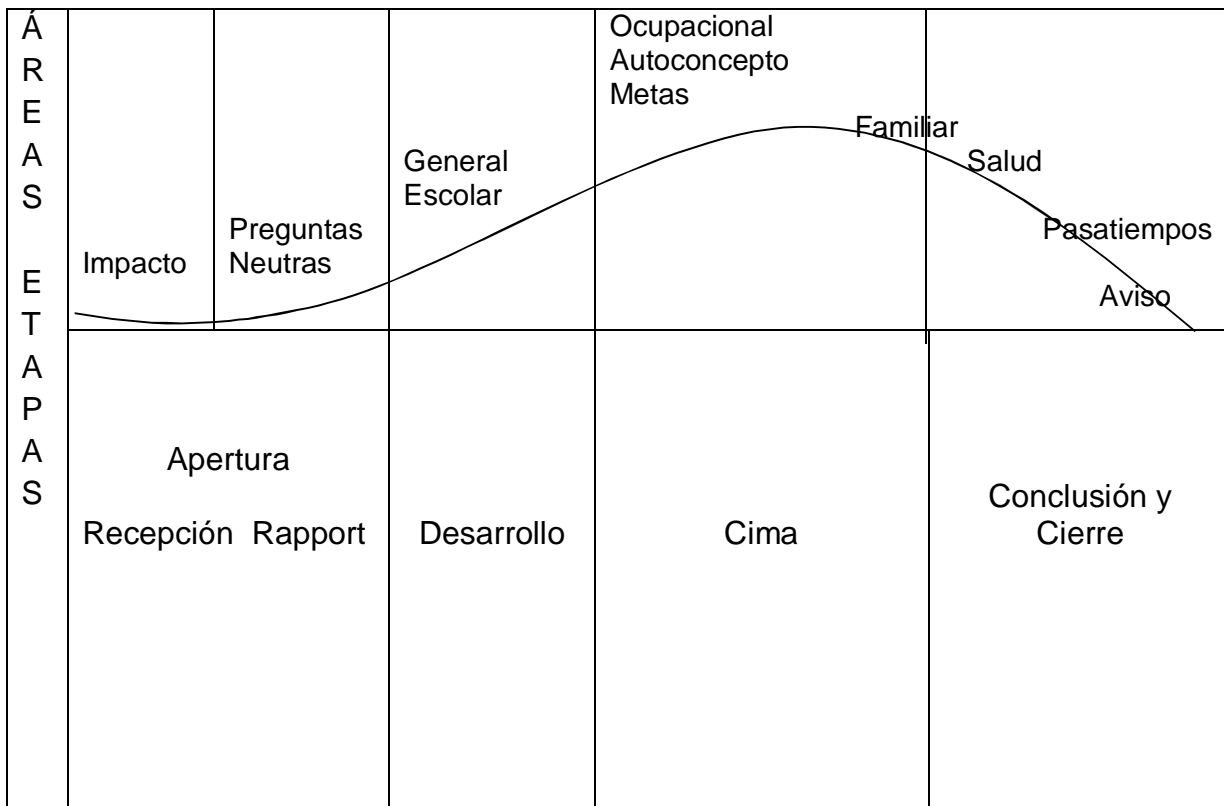 ÁREAS ETAPAS
Impacto
Preguntas
Neutras
General
Escolar
Ocupacional
Autoconcepto
Metas
Familiar
Salud
Pasatiempos
Aviso
Apertura
Recepción Rapport
Desarrollo
Cima
Conclusión y
Cierre